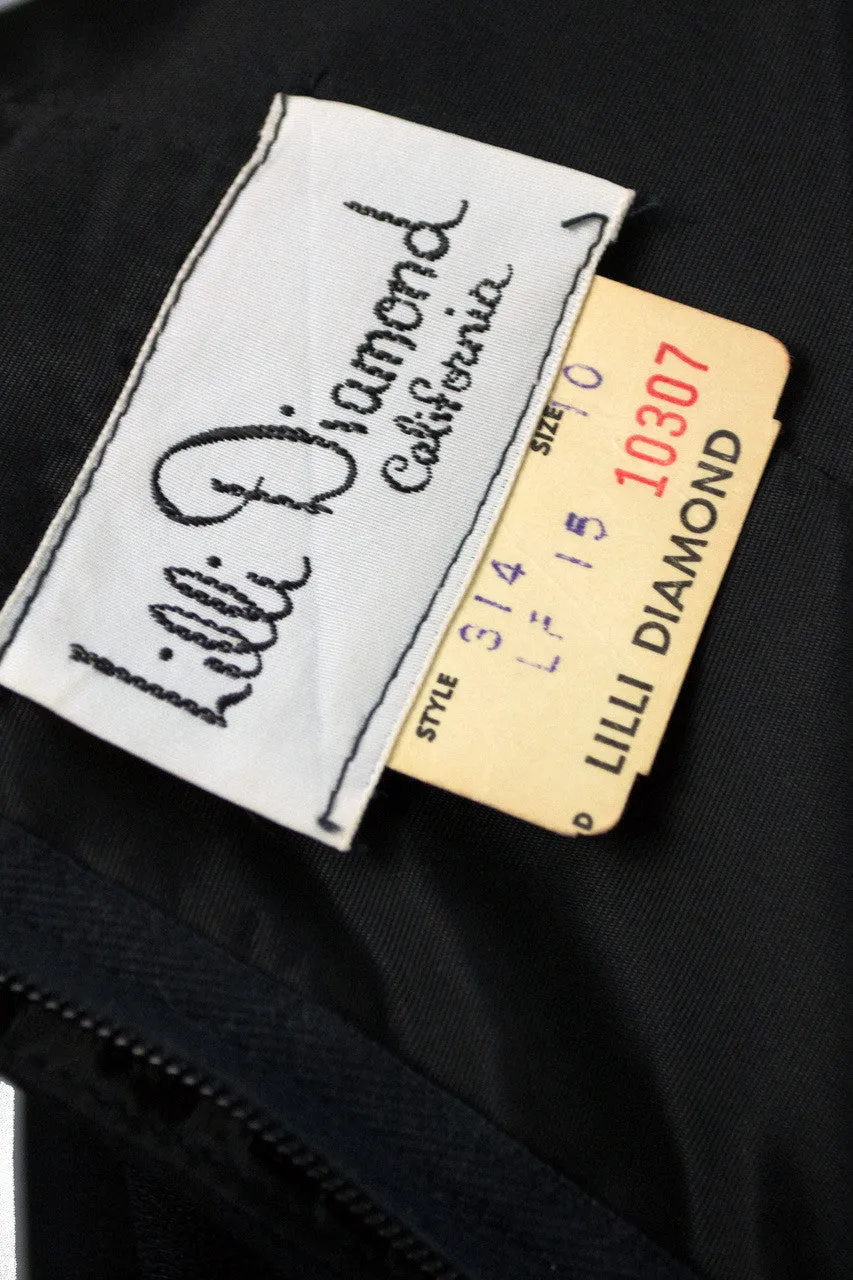 Lilli Diamond
California
SIZE 10
STYLE 314
LF 15
10307
LILLI DIAMOND
D